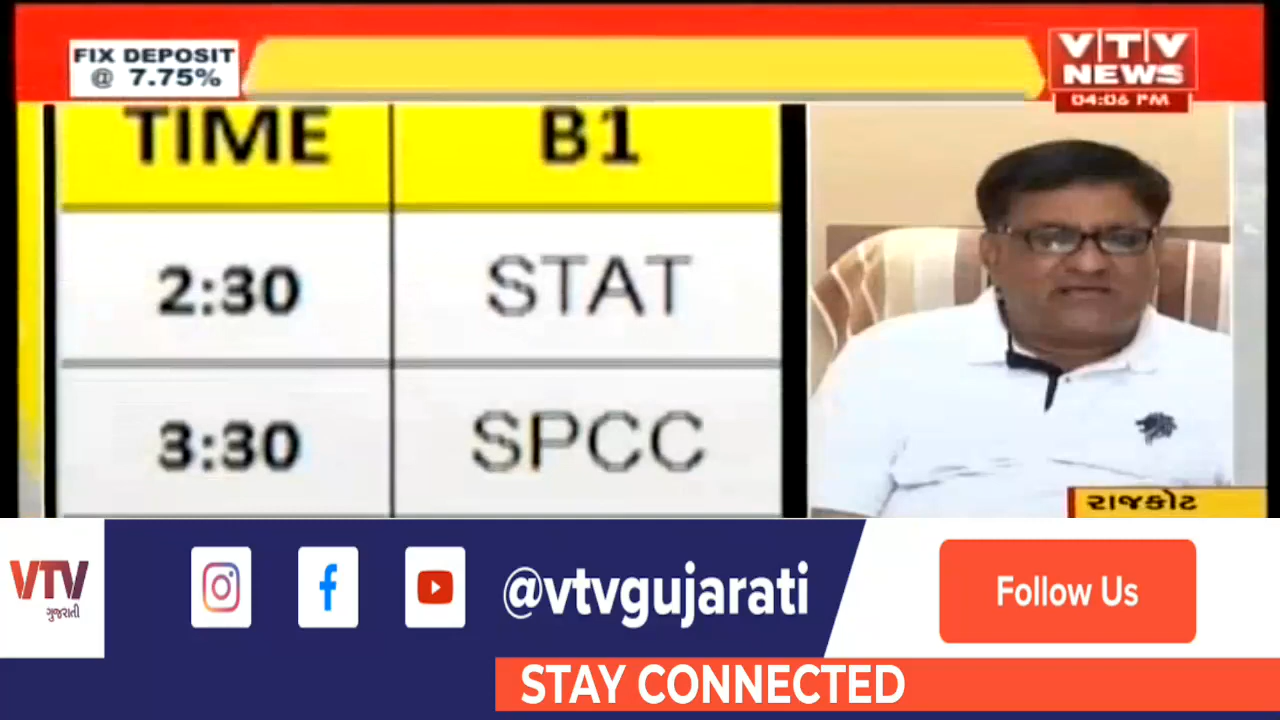 FIX DEPOSIT
@ 7.75%
VTV
NEWS
04:06 PM
TIME B1
2:30 STAT
3:30 SPCC
રાજકોટ
VTV
ગુજરાતી
@vtvgujarati
Follow Us
STAY CONNECTED